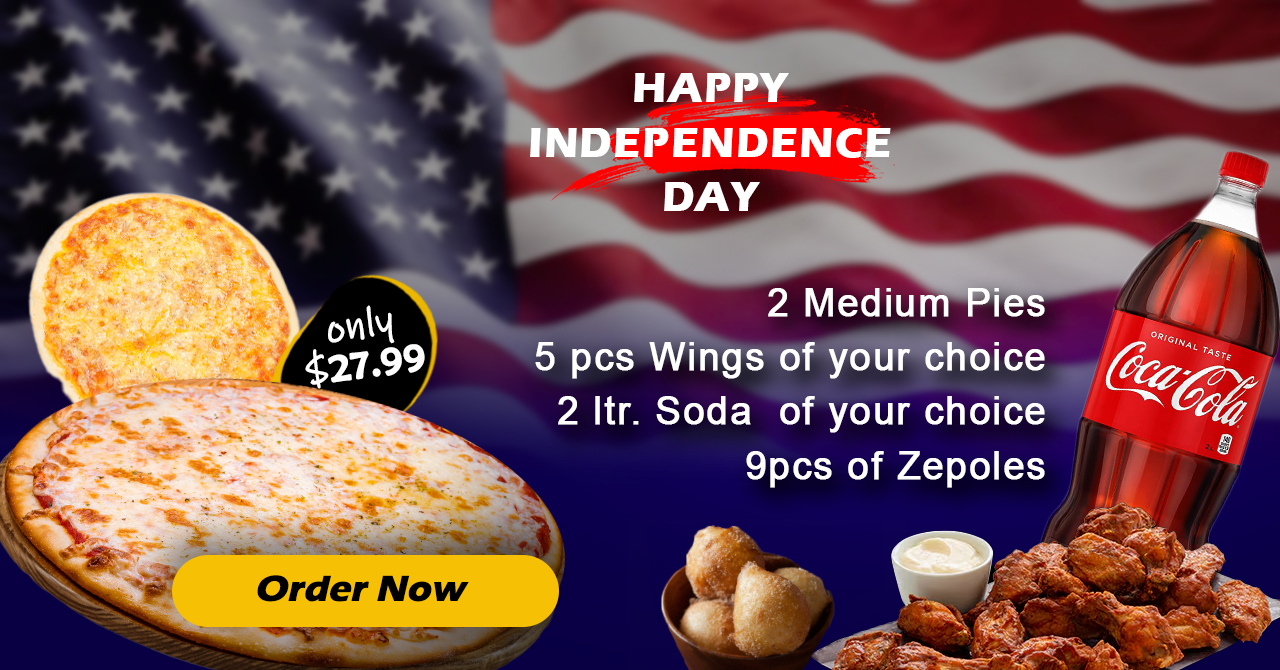 HAPPY
INDEPENDENCE
DAY
only
$27.99
2 Medium Pies
5 pcs Wings of your choice
2 ltr. Soda of your choice
9pcs of Zepoles
ORIGINAL TASTE
Coca-Cola
Order Now